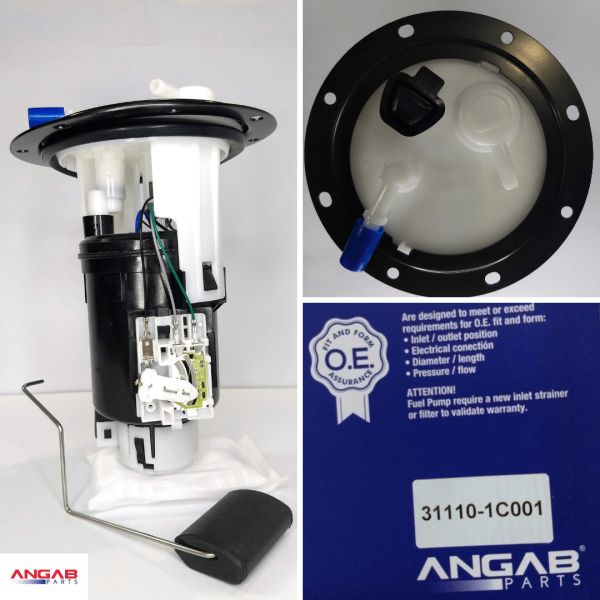 ANGAB
PARTS
FIT AND FORM
O.E.
ASSURANCE
Are designed to meet or exceed
requirements for O.E. fit and form:
• Inlet / outlet position
• Electrical conection
• Diameter / length
• Pressure / flow
ATTENTION!
Fuel Pump require a new inlet strainer
or filter to validate warranty.
31110-1C001
ANGAB®
PARTS